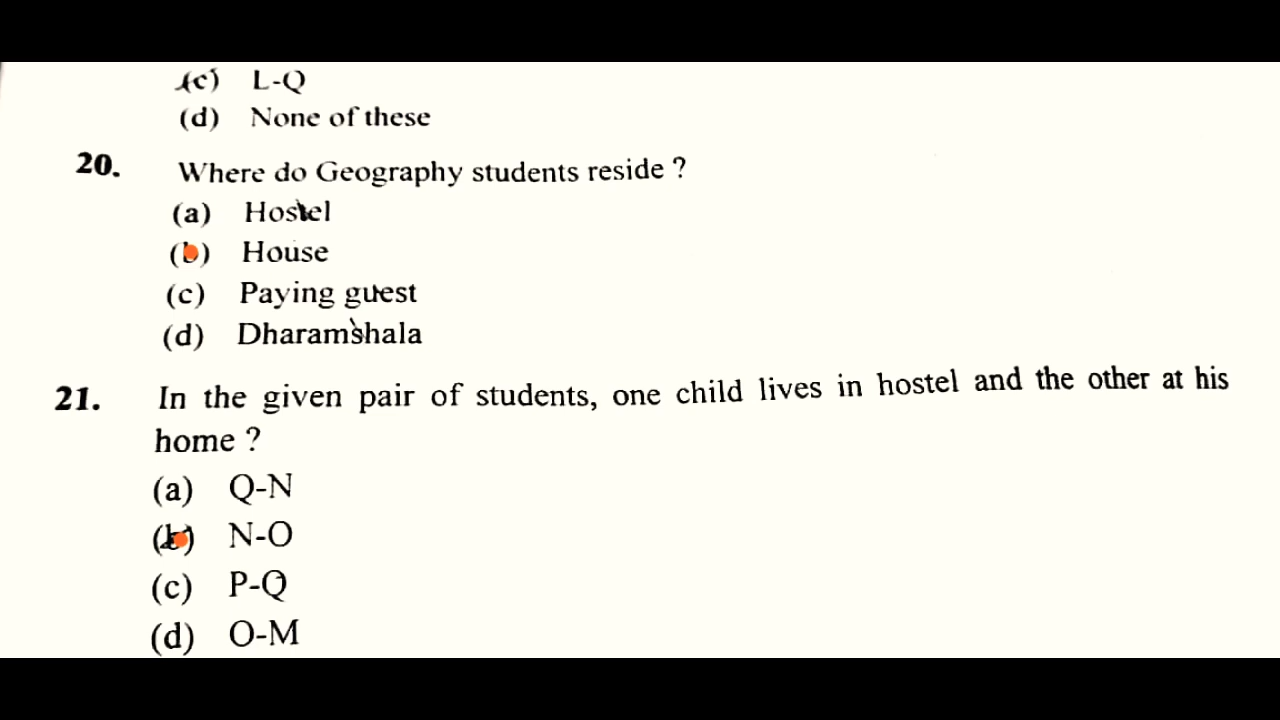 (c) L-Q
(d) None of these
20. Where do Geography students reside ?
(a) Hostel
(b) House
(c) Paying guest
(d) Dharamshala
21. In the given pair of students, one child lives in hostel and the other at his
home ?
(a) Q-N
(b) N-O
(c) P-Q
(d) O-M